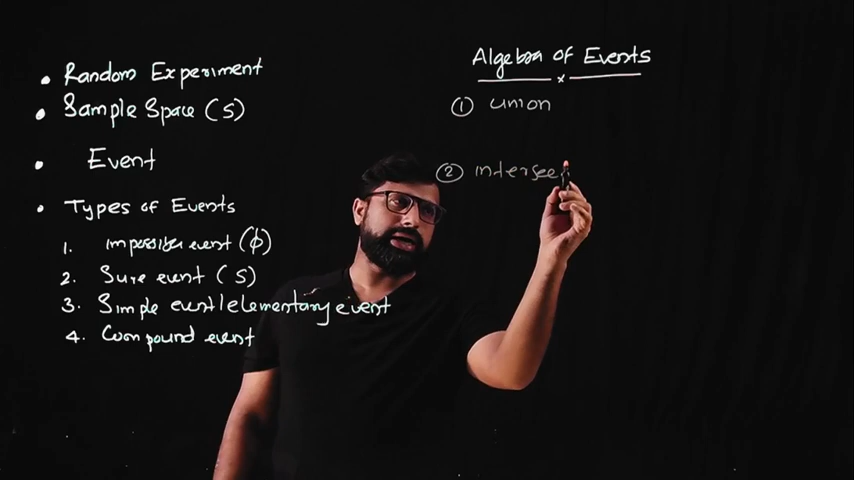 • Random Experiment
• Sample Space (S)
• Event
• Types of Events
1. impossible event (ϕ)
2. Sure event (S)
3. Simple event/elementary event
4. Compound event
Algebra of Events
① union
② intersec